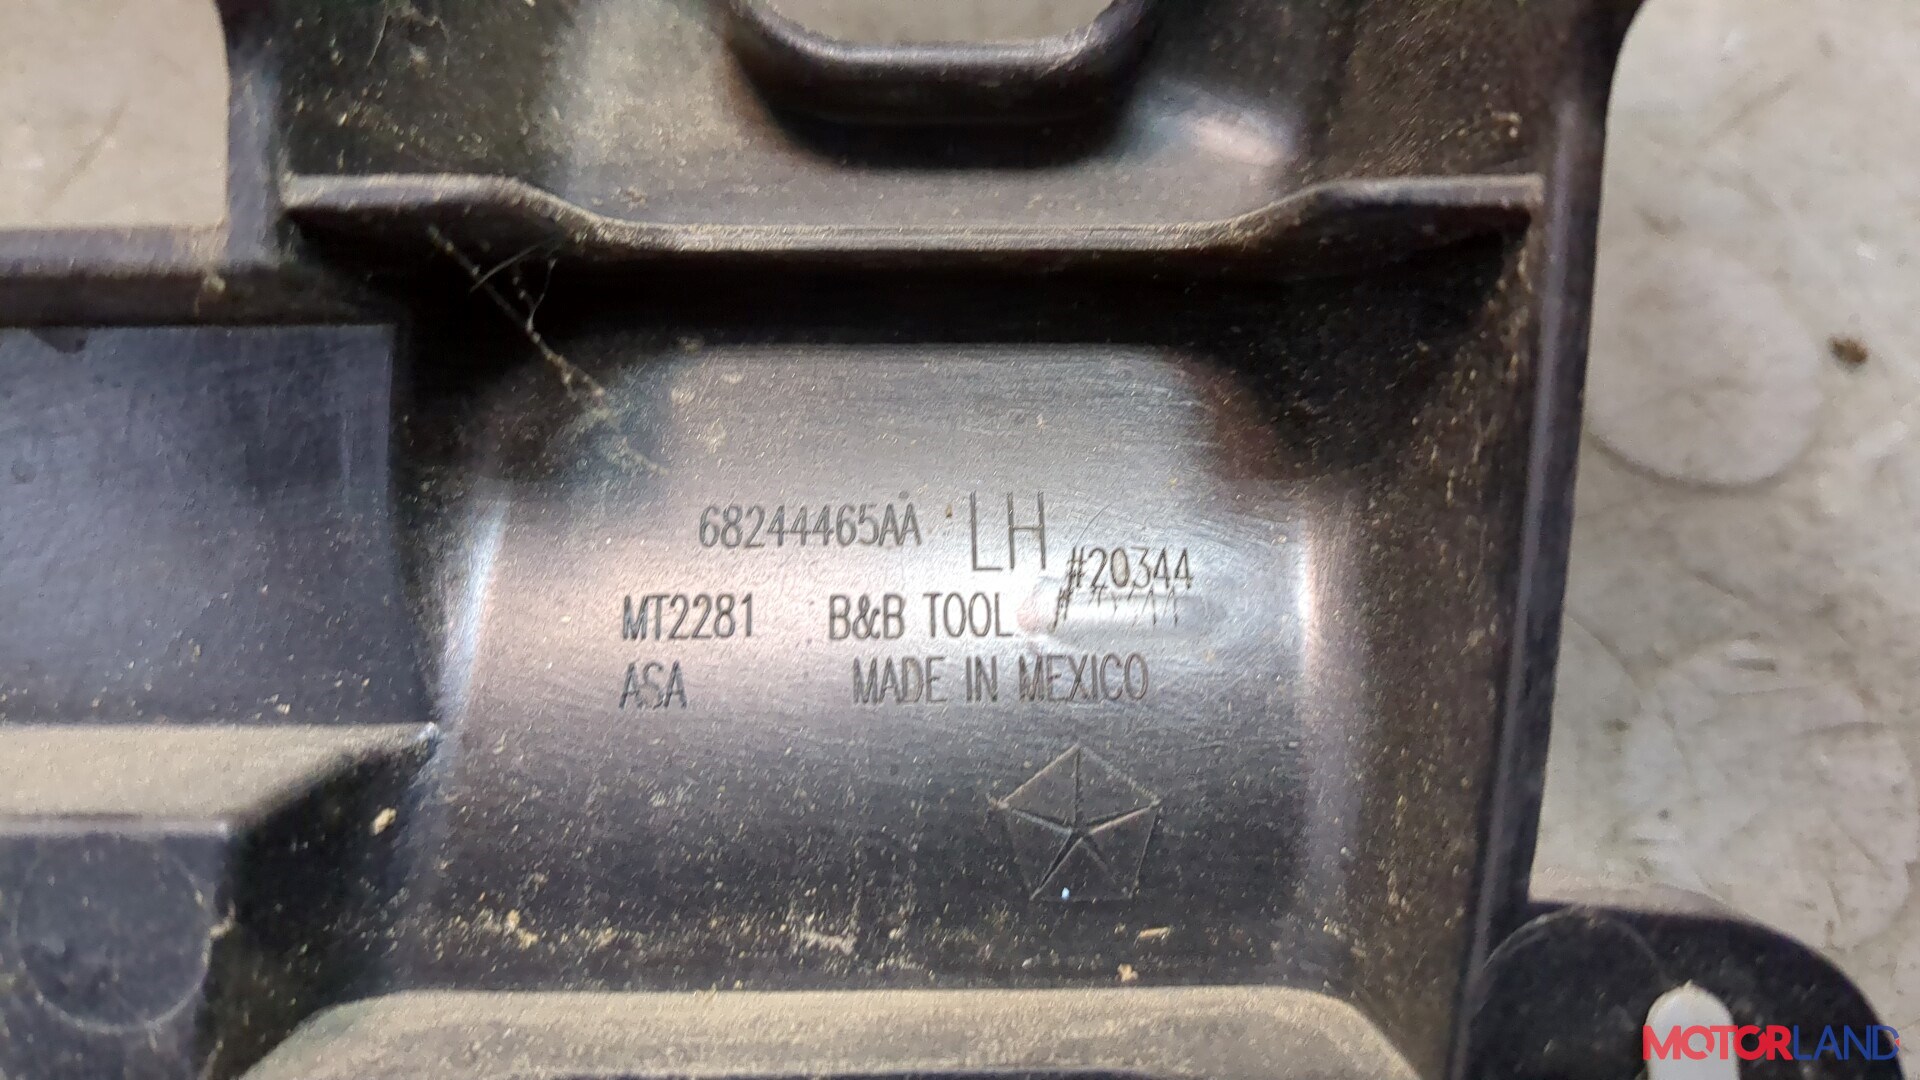 68244465AA LH
#20344
MT2281 B&B TOOL
ASA MADE IN MEXICO
MOTORLAND